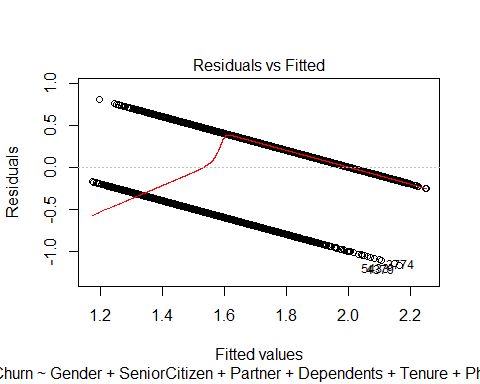 Residuals vs Fitted
1.0
0.5
0.0
-0.5
-1.0
Residuals
3774
1.2 1.4 1.6 1.8 2.0 2.2
Fitted values
Churn ~ Gender + SeniorCitizen + Partner + Dependents + Tenure + Ph